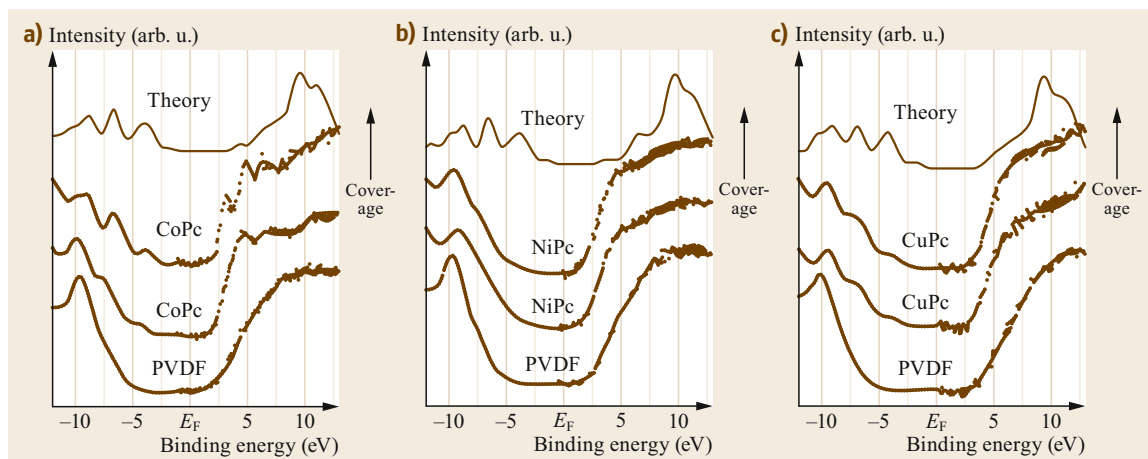 a) Intensity (arb. u.)
Theory
CoPc
CoPc
PVDF
Cover-
age
–10 –5 EF 5 10
Binding energy (eV)
b) Intensity (arb. u.)
Theory
NiPc
NiPc
PVDF
Cover-
age
–10 –5 EF 5 10
Binding energy (eV)
c) Intensity (arb. u.)
Theory
CuPc
CuPc
PVDF
Cover-
age
–10 –5 EF 5 10
Binding energy (eV)